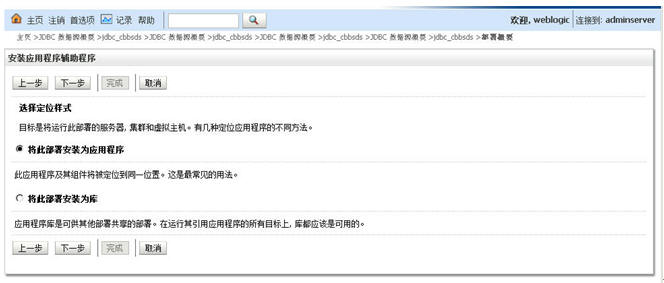 主页 注销 首选项 记录 帮助
欢迎, weblogic 连接到: adminserver
主页 >JDBC 数据源概要 >jdbc_cbbsds >JDBC 数据源概要 >jdbc_cbbsds >JDBC 数据源概要 >jdbc_cbbsds >JDBC 数据源概要 >jdbc_cbbsds >部署概要
安装应用程序辅助程序
上一步 下一步 完成 取消
选择定位样式
目标是将运行此部署的服务器, 集群和虚拟主机。有几种定位应用程序的不同方法。
将此部署安装为应用程序
此应用程序及其组件将被定位到同一位置。这是最常见的用法。
将此部署安装为库
应用程序库是可供其他部署共享的部署。在运行其引用应用程序的所有目标上, 库都应该是可用的。
上一步 下一步 完成 取消